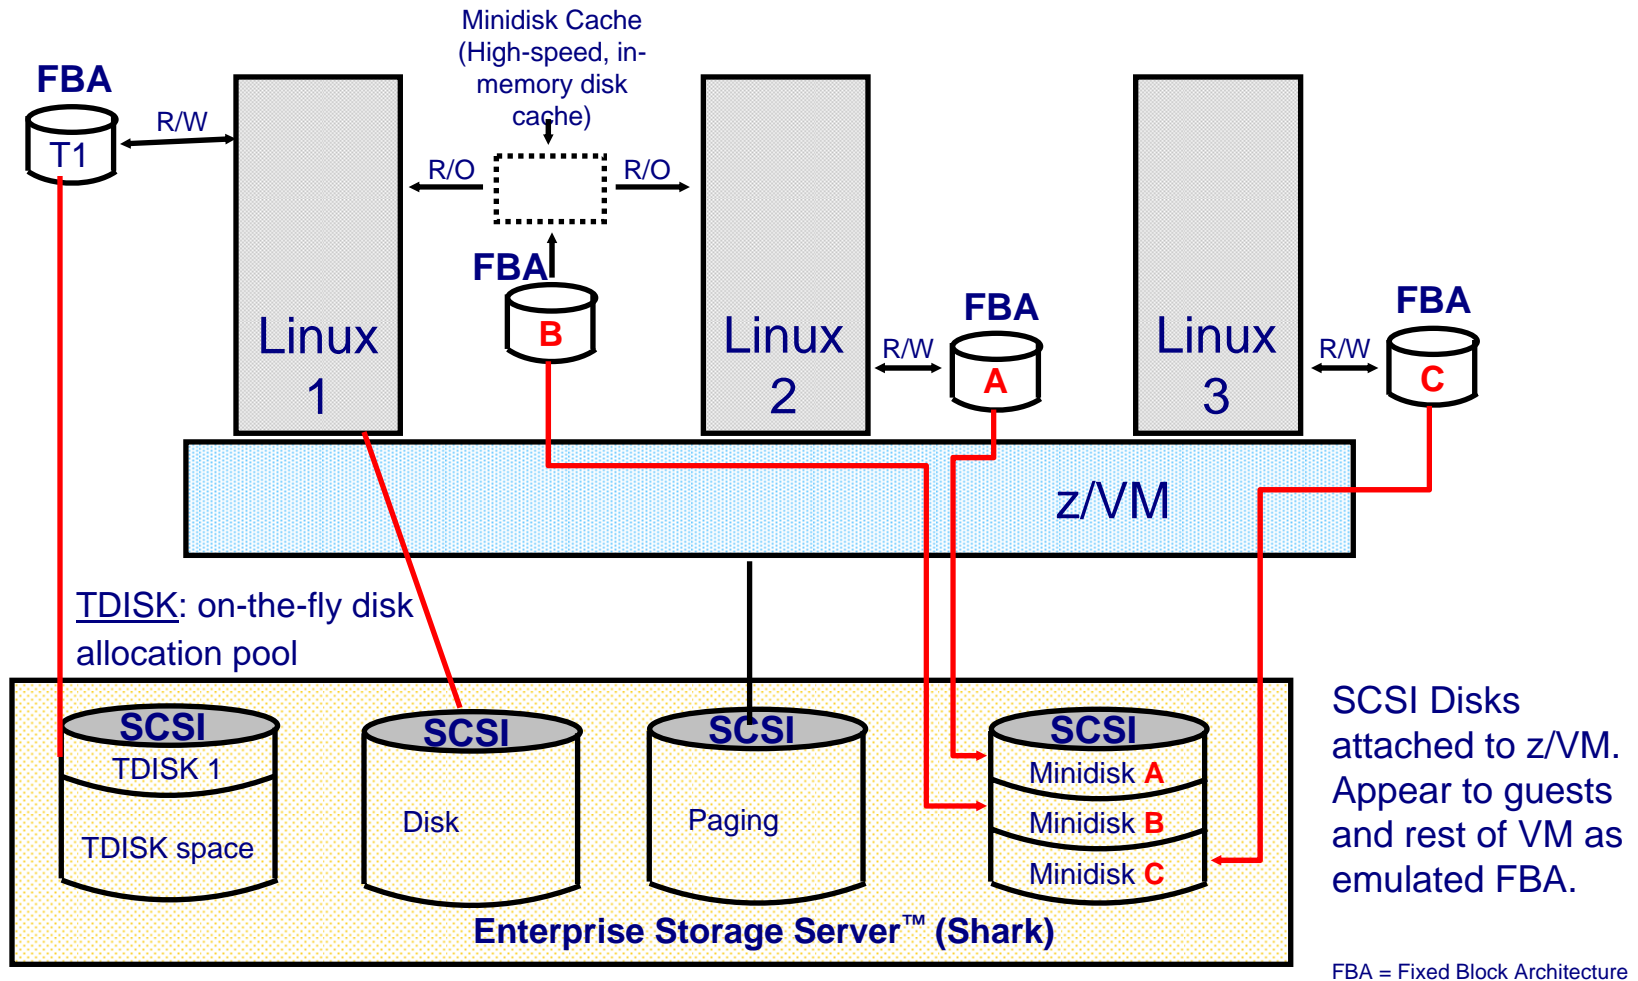 Minidisk Cache
(High-speed, in-
memory disk
cache)
FBA
T1
R/W
R/O
R/O
FBA
B
Linux
1
Linux
2
R/W
FBA
A
Linux
3
R/W
FBA
C
z/VM
TDISK: on-the-fly disk
allocation pool
SCSI
TDISK 1
TDISK space
SCSI
Disk
SCSI
Paging
SCSI
Minidisk A
Minidisk B
Minidisk C
Enterprise Storage Server™ (Shark)
SCSI Disks
attached to z/VM.
Appear to guests
and rest of VM as
emulated FBA.
FBA = Fixed Block Architecture